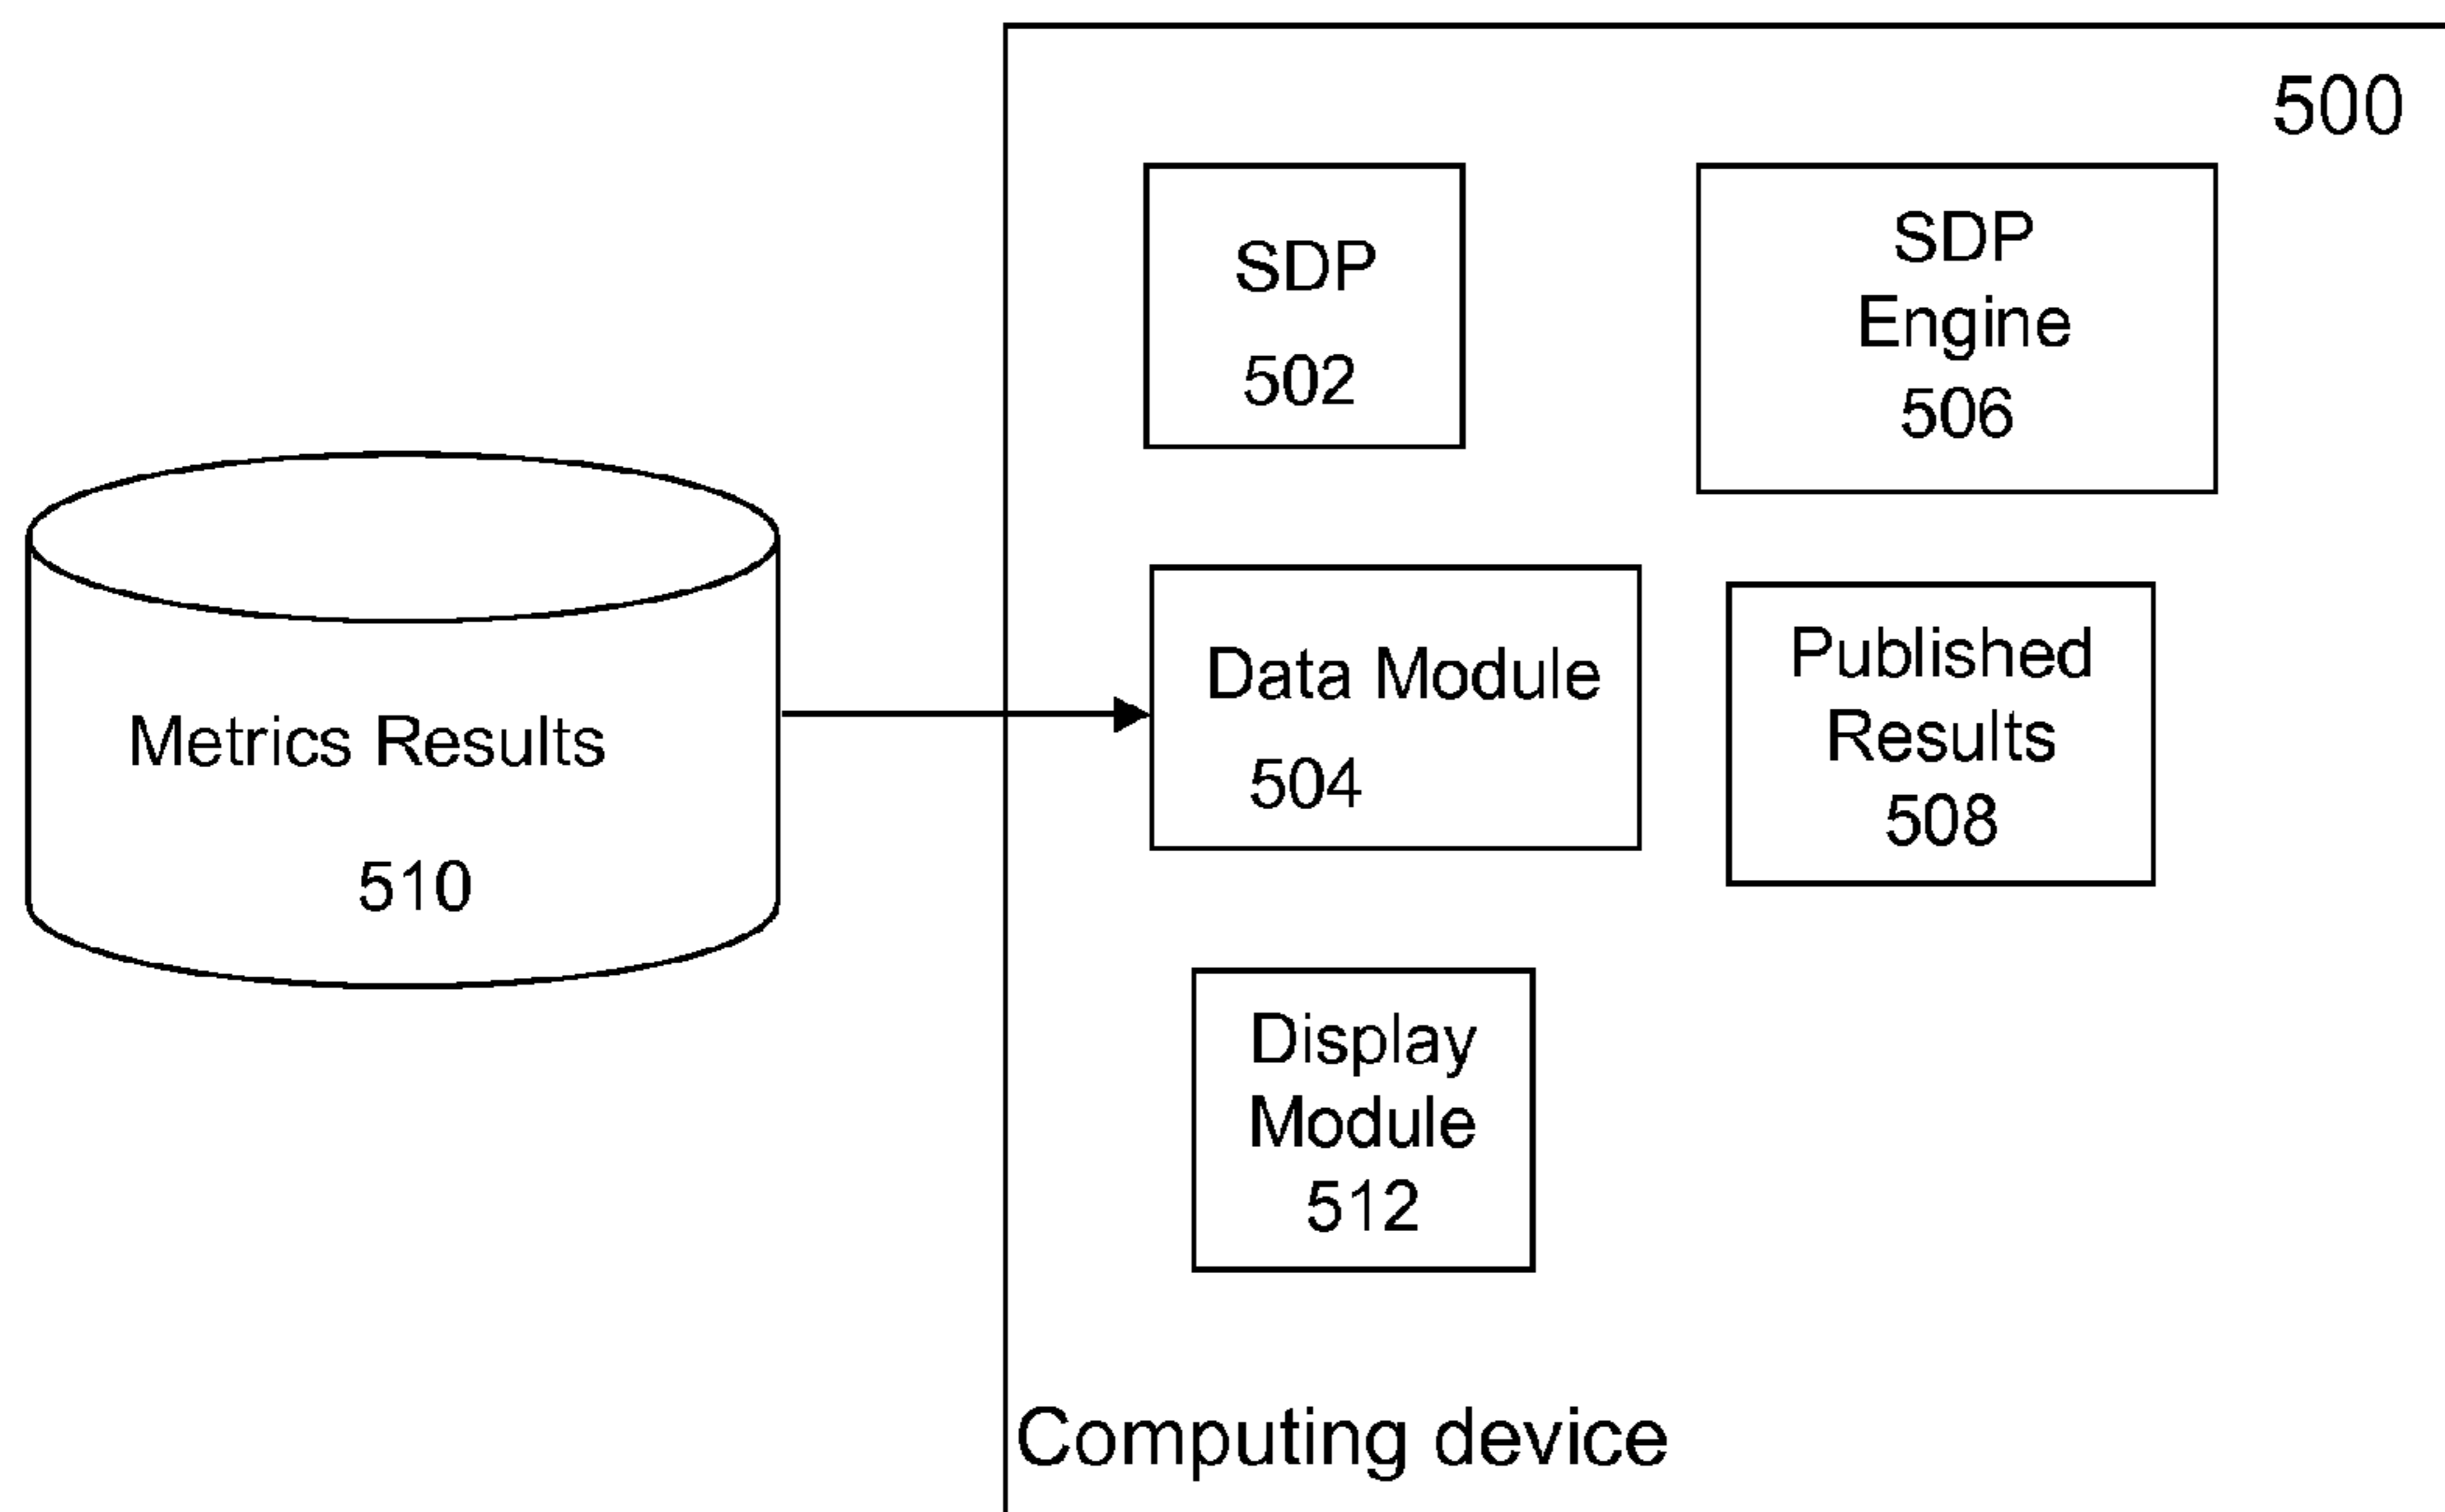 500
SDP
502
SDP
Engine
506
Metrics Results
510
Data Module
504
Published
Results
508
Display
Module
512
Computing device